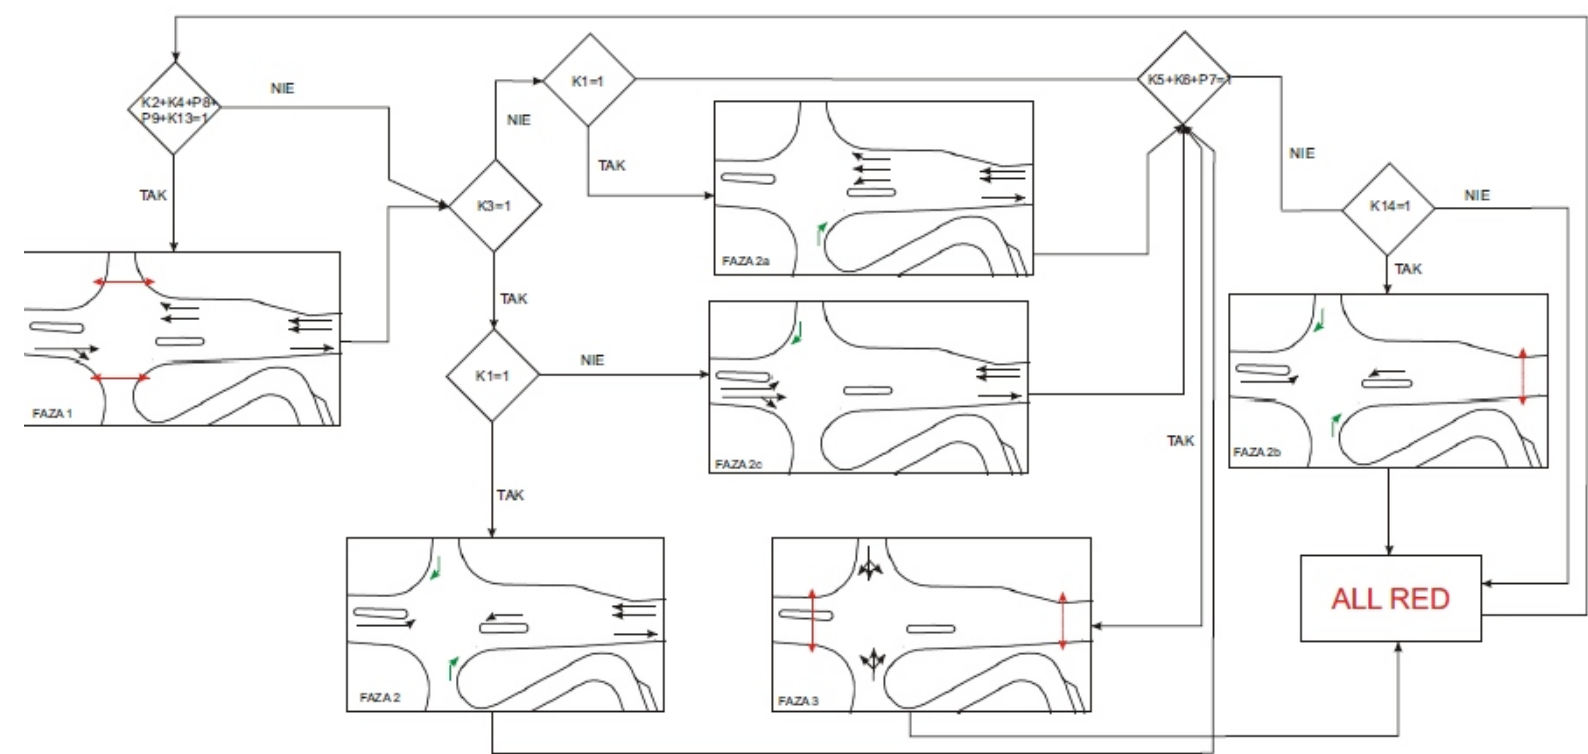 K1=1
K5+K6+P7=1
NIE
K2+K4+P8+
P9+K13=1
NIE
TAK
NIE
TAK
K3=1
K14=1
NIE
FAZA 2a
TAK
TAK
FAZA 1
K1=1
NIE
FAZA 2c
TAK
FAZA 2b
TAK
ALL RED
FAZA 2
FAZA 3